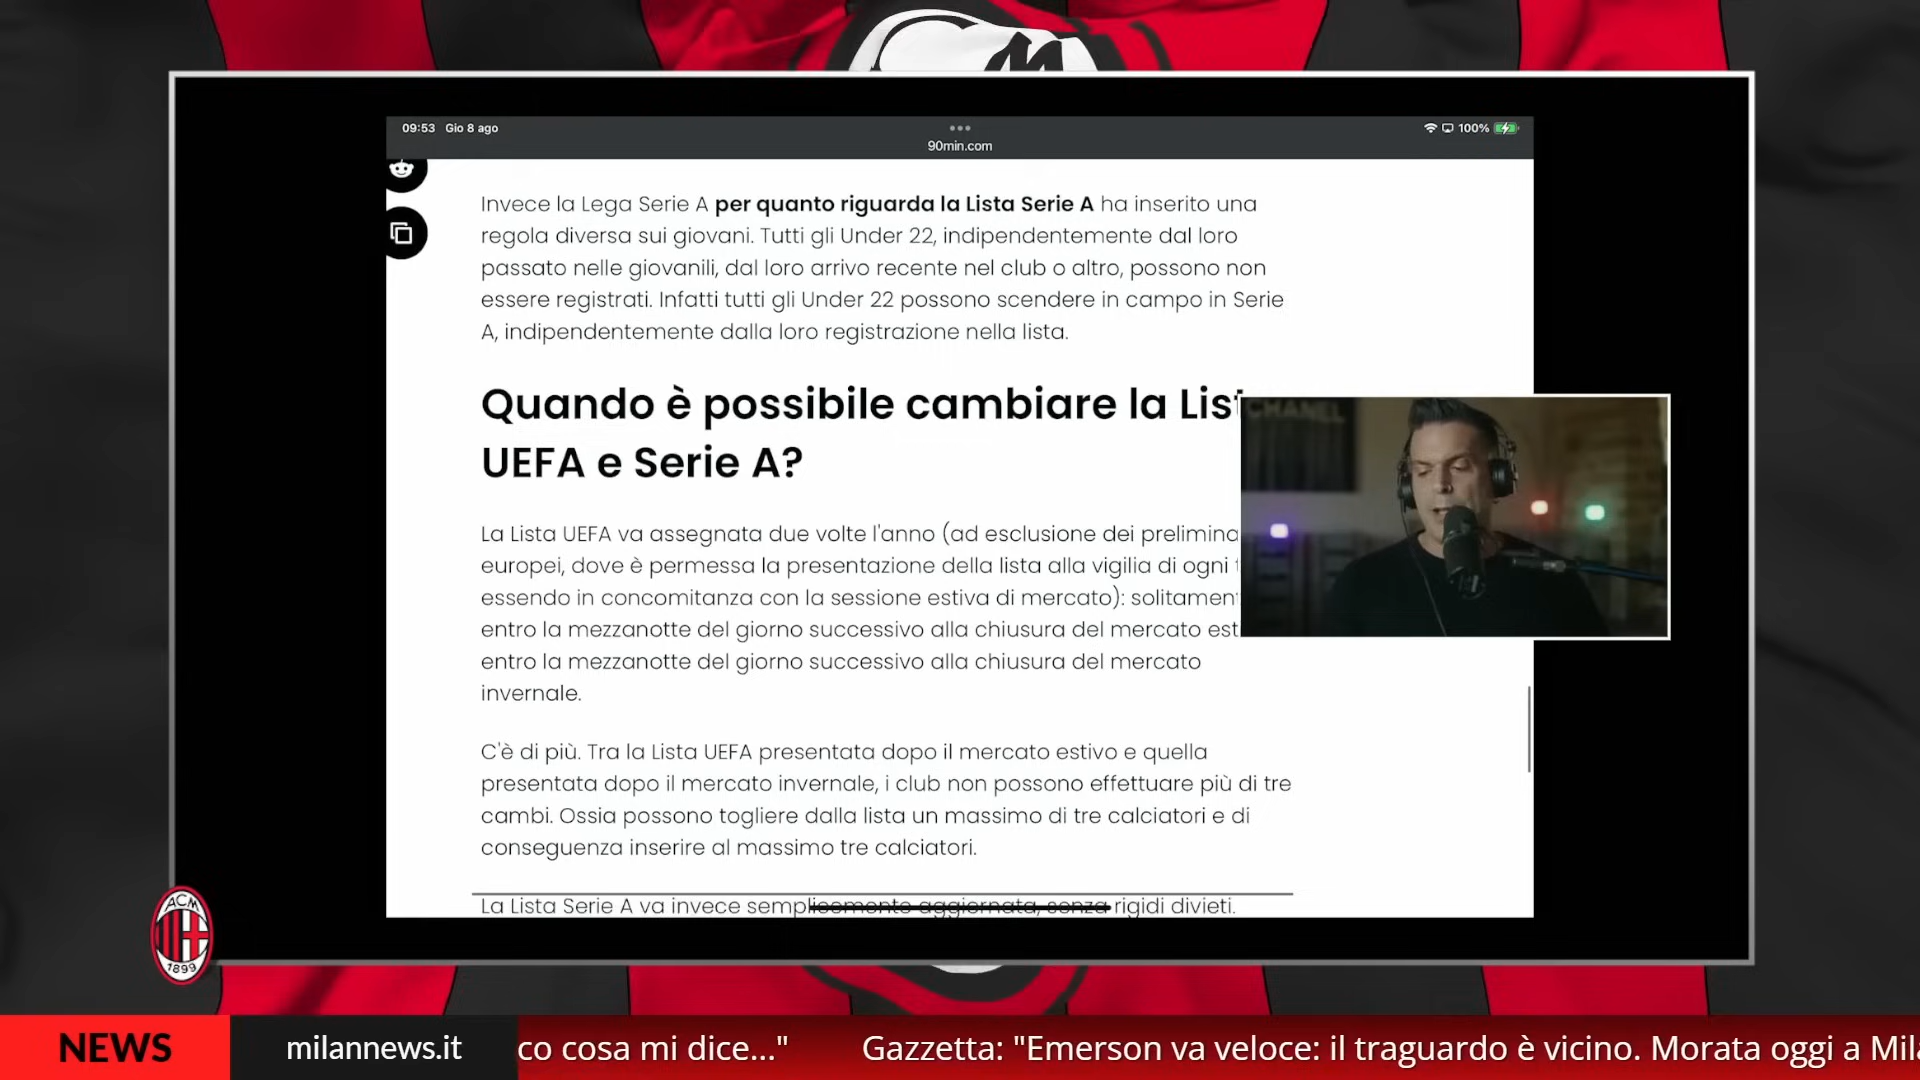 09:53 Gio 8 ago
100%
90min.com
Invece la Lega Serie A per quanto riguarda la Lista Serie A ha inserito una
regola diversa sui giovani. Tutti gli Under 22, indipendentemente dal loro
passato nelle giovanili, dal loro arrivo recente nel club o altro, possono non
essere registrati. Infatti tutti gli Under 22 possono scendere in campo in Serie
A, indipendentemente dalla loro registrazione nella lista.
Quando è possibile cambiare la
UEFA e Serie A?
CHANEL
La Lista UEFA va assegnata due volte l'anno (ad esclusione dei
europei, dove è permessa la presentazione della lista alla vigilia di ogni
essendo in concomitanza con la sessione estiva di mercato):
entro la mezzanotte del giorno successivo alla chiusura del mercato
entro la mezzanotte del giorno successivo alla chiusura del mercato
invernale.
C'è di più. Tra la Lista UEFA presentata dopo il mercato estivo e quella
presentata dopo il mercato invernale, i club non possono effettuare più di tre
cambi. Ossia possono togliere dalla lista un massimo di tre calciatori e di
conseguenza inserire al massimo tre calciatori.
La Lista Serie A va invece semplicemente aggiornata, senza rigidi divieti.
ACM
1899
NEWS milannews.it co cosa mi dice..." Gazzetta: "Emerson va veloce: il traguardo è vicino. Morata oggi a